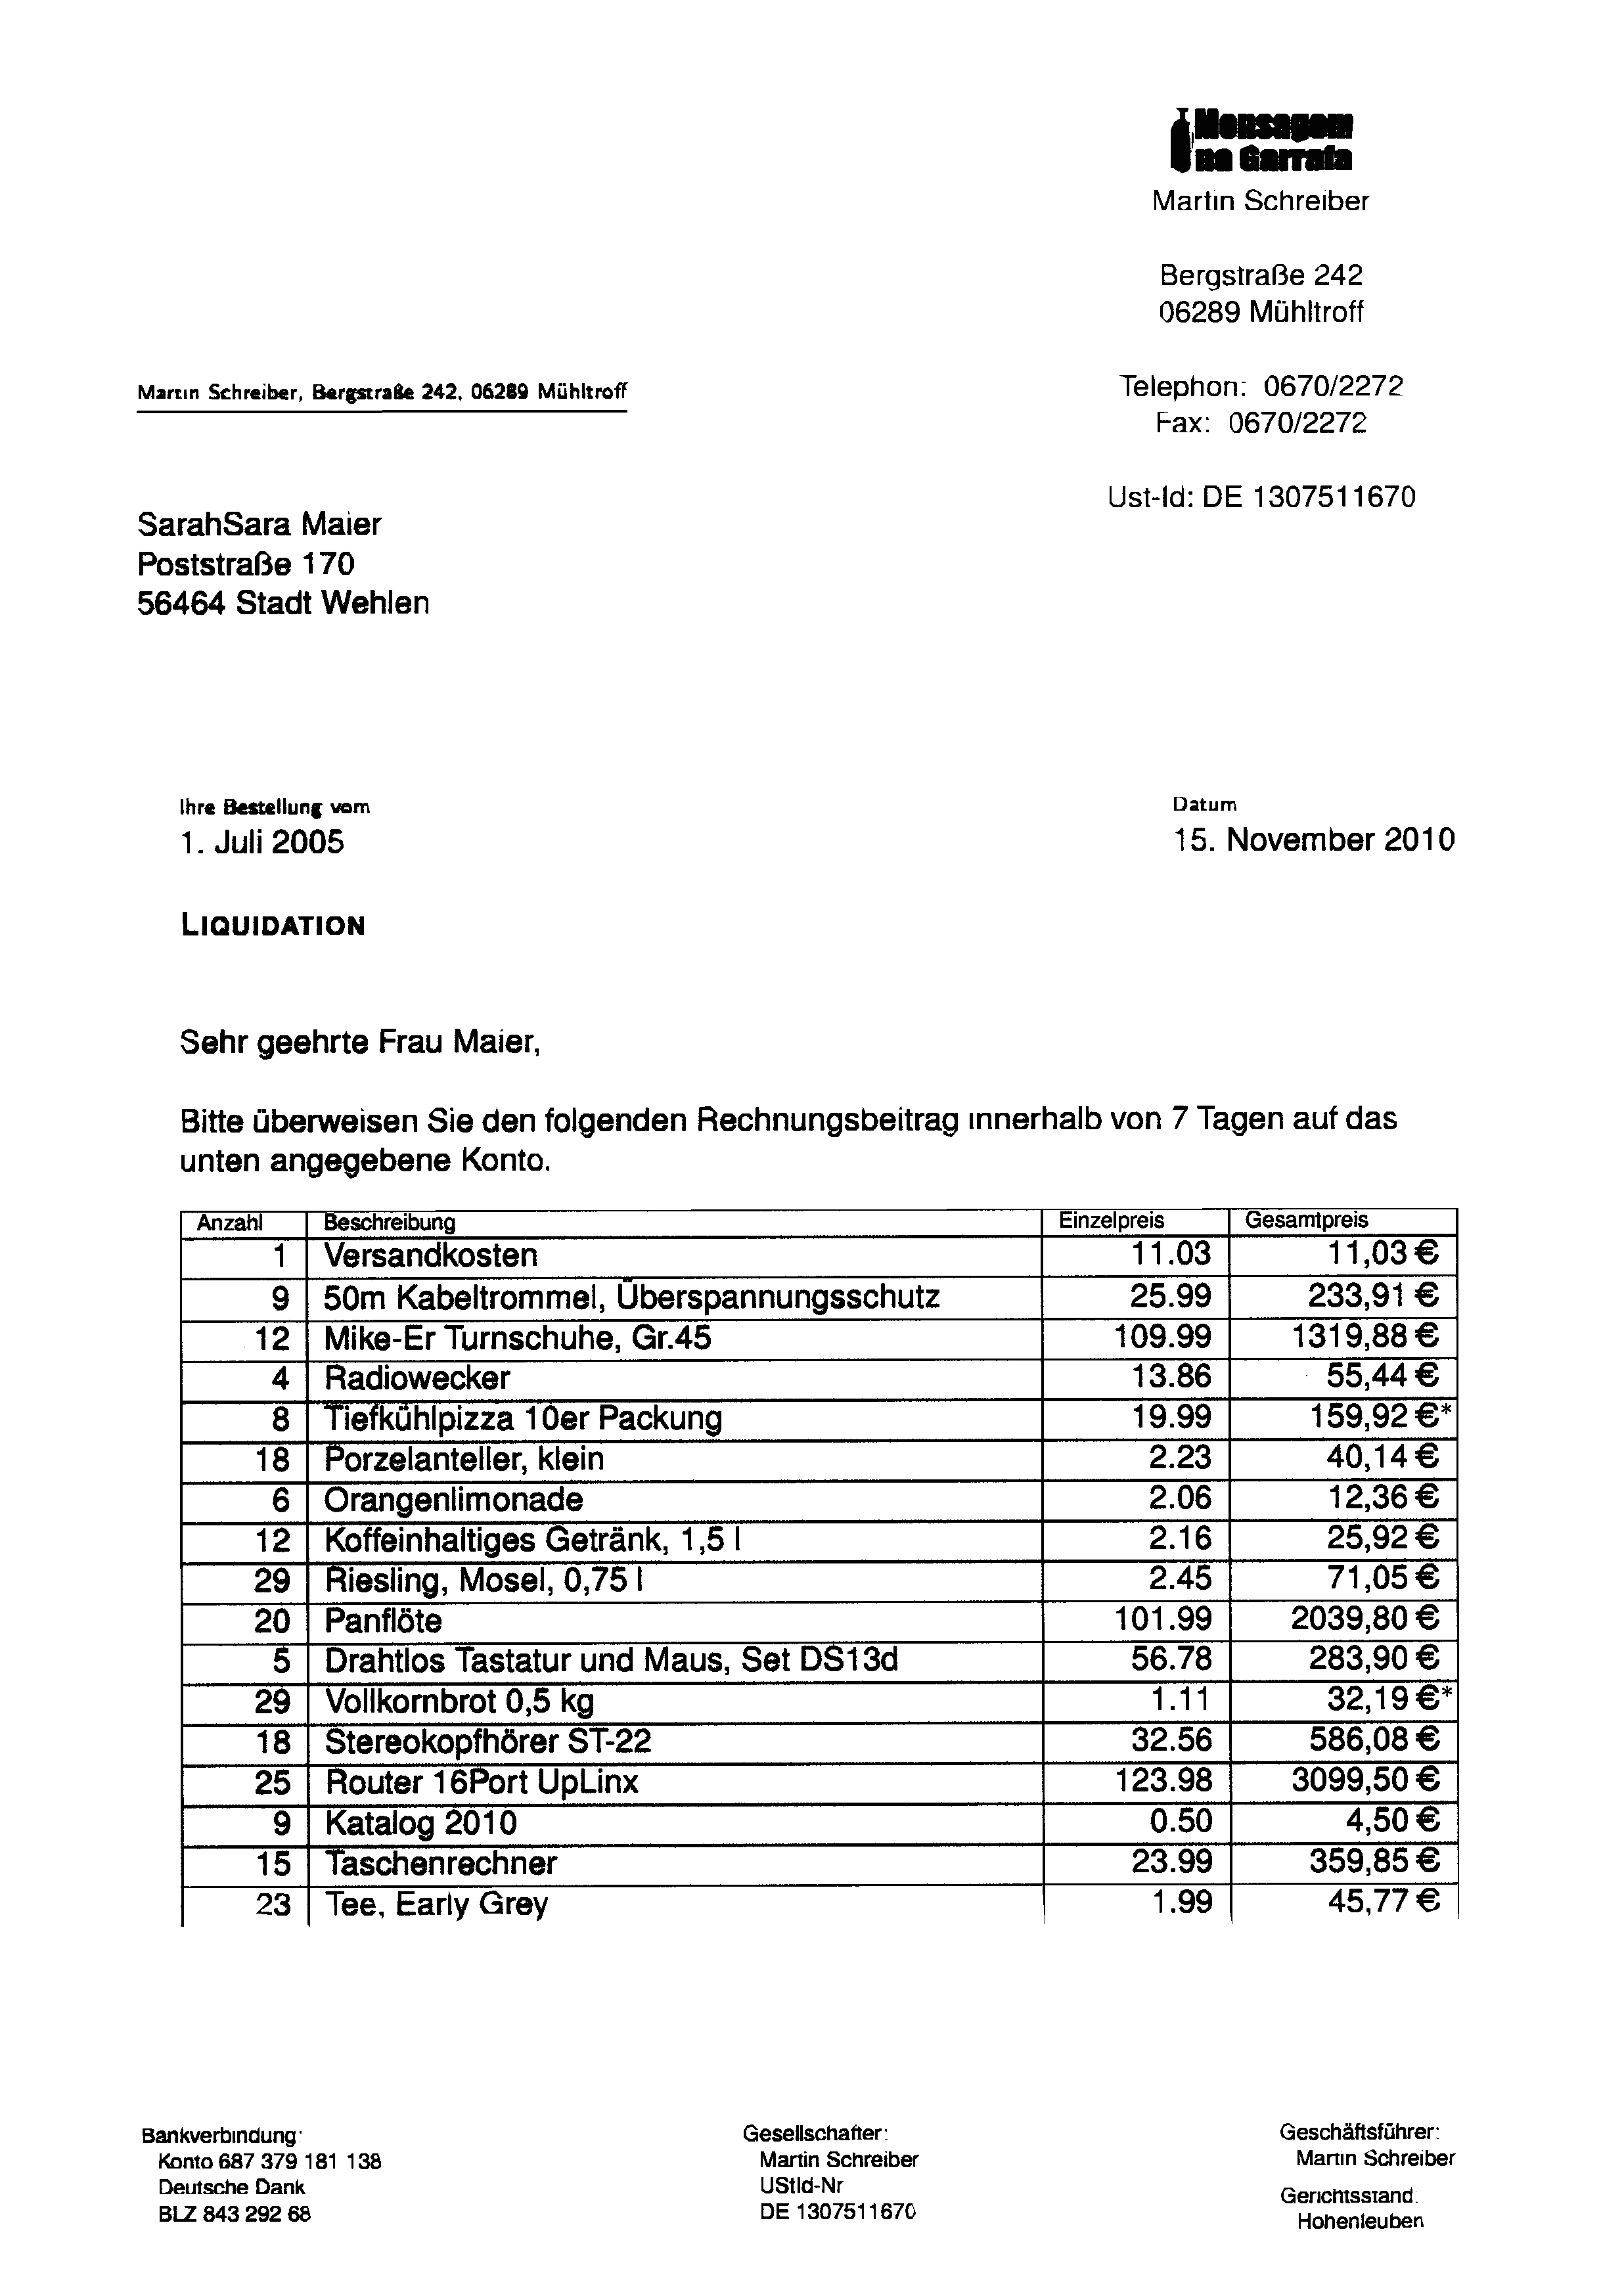 Mensagem
na Garrafa
Martin Schreiber
Bergstraße 242
06289 Mühltroff
Martin Schreiber, Bergstraße 242, 06289 Mühltroff
Telephon: 0670/2272
Fax: 0670/2272
Ust-Id: DE 1307511670
SarahSara Maier
Poststraße 170
56464 Stadt Wehlen
Ihre Bestellung vom
1. Juli 2005
Datum
15. November 2010
LIQUIDATION
Sehr geehrte Frau Maier,
Bitte überweisen Sie den folgenden Rechnungsbeitrag innerhalb von 7 Tagen auf das
unten angegebene Konto.
Anzahl Beschreibung Einzelpreis Gesamtpreis
1 Versandkosten 11.03 11,03 €
9 50m Kabeltrommel, Überspannungsschutz 25.99 233,91 €
12 Mike-Er Turnschuhe, Gr.45 109.99 1319,88 €
4 Radiowecker 13.86 55,44 €
8 Tiefkühlpizza 10er Packung 19.99 159,92 €*
18 Porzelanteller, klein 2.23 40,14 €
6 Orangenlimonade 2.06 12,36 €
12 Koffeinhaltiges Getränk, 1,5 l 2.16 25,92 €
29 Riesling, Mosel, 0,75 l 2.45 71,05 €
20 Panflöte 101.99 2039,80 €
5 Drahtlos Tastatur und Maus, Set DS13d 56.78 283,90 €
29 Vollkornbrot 0,5 kg 1.11 32,19 €*
18 Stereokopfhörer ST-22 32.56 586,08 €
25 Router 16Port UpLinx 123.98 3099,50 €
9 Katalog 2010 0.50 4,50 €
15 Taschenrechner 23.99 359,85 €
23 Tee, Early Grey 1.99 45,77 €
Bankverbindung:
Konto 687 379 181 138
Deutsche Dank
BLZ 843 292 68
Gesellschafter:
Martin Schreiber
UStId-Nr
DE 1307511670
Geschäftsführer:
Martin Schreiber
Gerichtsstand:
Hohenleuben